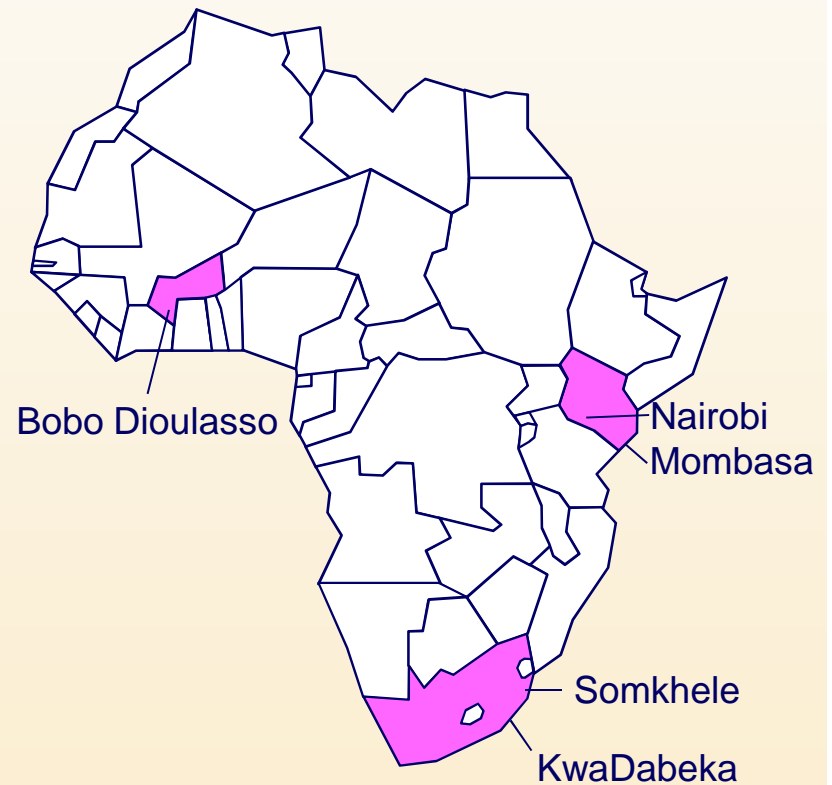 Bobo Dioulasso
Nairobi
Mombasa
Somkhele
KwaDabeka